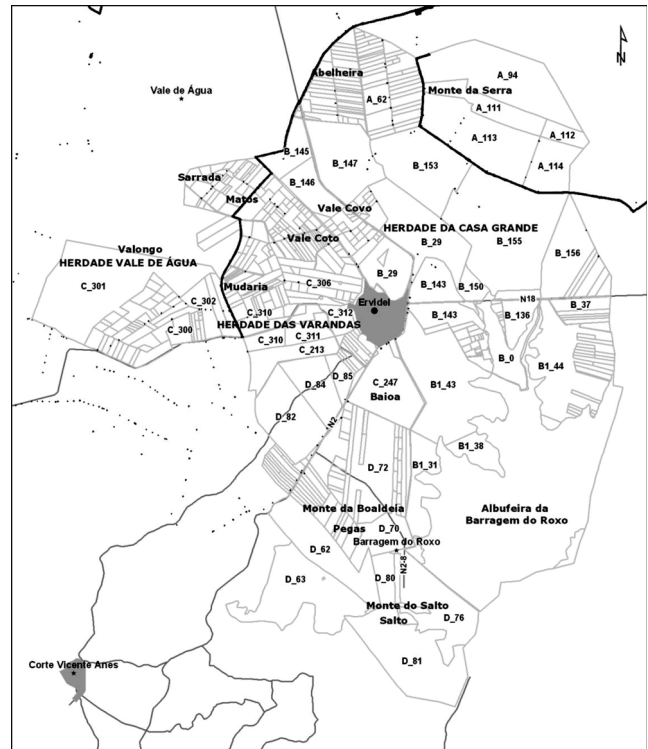 N
Abelheira
A_94
Vale de Água
Monte da Serra
A_62
A_111
A_113
A_112
A_114
B_145
B_147
B_153
B_146
Sarrada
Matos
Vale Covo
HERDADE DA CASA GRANDE
Vale Coto
B_29
B_155
B_156
Valongo
HERDADE VALE DE ÁGUA
C_301
Mudaria
C_306
B_29
B_143
B_150
N18
C_302
Ervidel
B_37
C_310
C_312
B_143
B_136
HERDADE DAS VARANDAS
C_300
C_310
C_311
C_213
B_0
B1_44
D_85
D_84
C_247
B1_43
Baioa
D_82
N2
B1_38
D_72
B1_31
Monte da Boaldeia
Albufeira da
Barragem do Roxo
Pegas
D_70
Barragem do Roxo
D_62
D_63
D_80
N2-8
Monte do Salto
Salto
D_76
D_81
Corte Vicente Anes